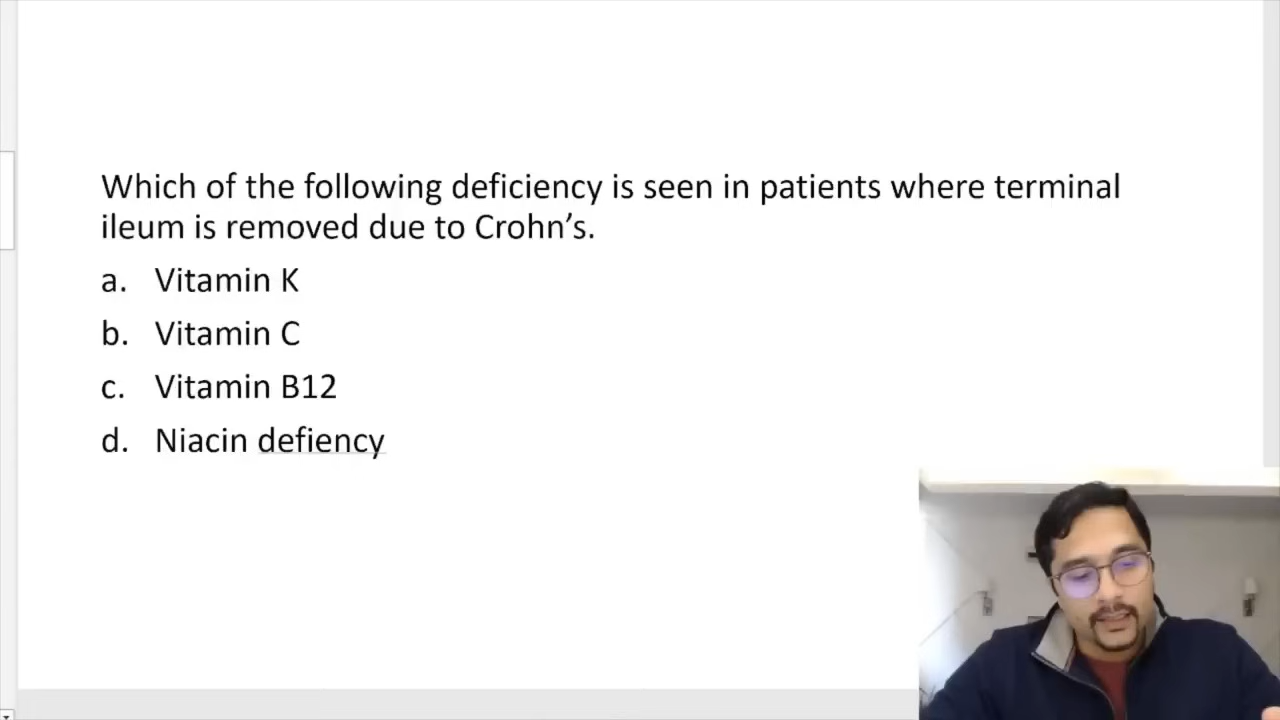 Which of the following deficiency is seen in patients where terminal
ileum is removed due to Crohn’s.
a. Vitamin K
b. Vitamin C
c. Vitamin B12
d. Niacin defiency